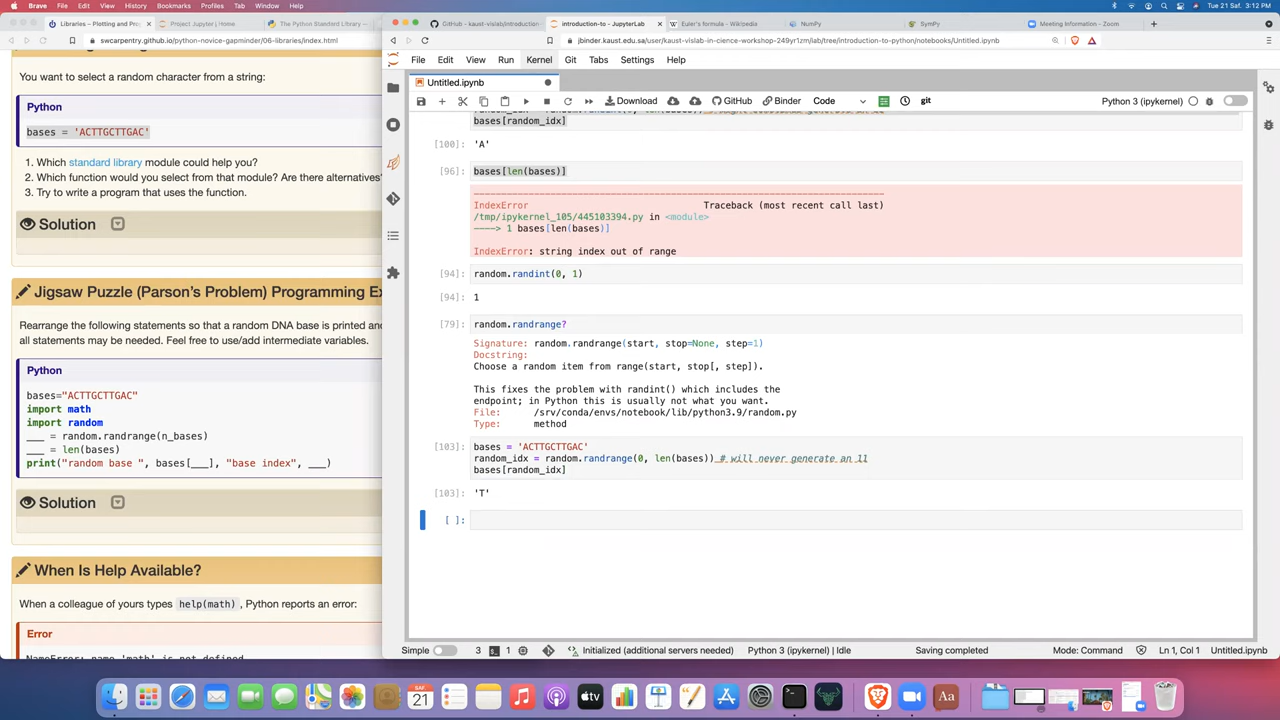 Brave File Edit View History Bookmarks Profiles Tab Window Help
Tue 21 Saf. 3:12 PM
Libraries – Plotting and Pro
Project Jupyter | Home
The Python Standard Library —
swcarpentry.github.io/python-novice-gapminder/06-libraries/index.html
You want to select a random character from a string:
Python
bases = 'ACTTGCTTGAC'
1. Which standard library module could help you?
2. Which function would you select from that module? Are there alternatives?
3. Try to write a program that uses the function.
Solution
Jigsaw Puzzle (Parson's Problem) Programming Ex
Rearrange the following statements so that a random DNA base is printed and
all statements may be needed. Feel free to use/add intermediate variables.
Python
bases="ACTTGCTTGAC"
import math
import random
___ = random.randrange(n_bases)
___ = len(bases)
print("random base ", bases[___], "base index", ___)
Solution
When Is Help Available?
When a colleague of yours types help(math), Python reports an error:
Error
NameError: name 'math' is not defined
GitHub - kaust-vislab/introduction
introduction-to - JupyterLab
Euler's formula - Wikipedia
NumPy
SymPy
Meeting Information - Zoom
jbinder.kaust.edu.sa/user/kaust-vislab-in-cience-workshop-249yr1zm/lab/tree/introduction-to-python/notebooks/Untitled.ipynb
File Edit View Run Kernel Git Tabs Settings Help
Untitled.ipynb
Download GitHub Binder Code git Python 3 (ipykernel)
bases[random_idx]
[100]: 'A'
[96]: bases[len(bases)]
IndexError Traceback (most recent call last)
/tmp/ipykernel_105/445103394.py in <module>
----> 1 bases[len(bases)]
IndexError: string index out of range
[94]: random.randint(0, 1)
[94]: 1
[79]: random.randrange?
Signature: random.randrange(start, stop=None, step=1)
Docstring:
Choose a random item from range(start, stop[, step]).
This fixes the problem with randint() which includes the
endpoint; in Python this is usually not what you want.
File: /srv/conda/envs/notebook/lib/python3.9/random.py
Type: method
[103]: bases = 'ACTTGCTTGAC'
random_idx = random.randrange(0, len(bases)) # will never generate an 11
bases[random_idx]
[103]: 'T'
[ ]:
Simple 3 1 Initialized (additional servers needed) Python 3 (ipykernel) | Idle Saving completed Mode: Command Ln 1, Col 1 Untitled.ipynb
SAF.
21
tv
Aa